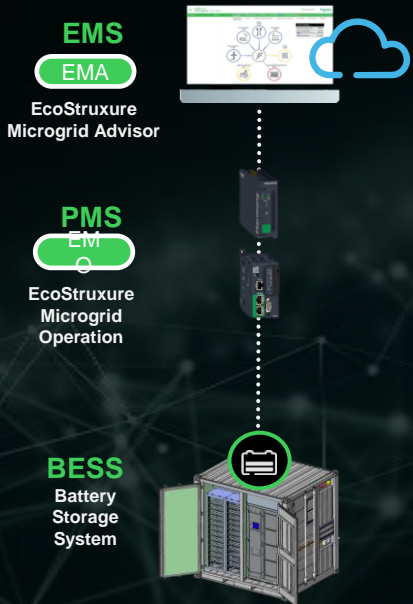 EMS
EMA
EcoStruxure
Microgrid Advisor
PMS
EM
O
EcoStruxure
Microgrid
Operation
BESS
Battery
Storage
System